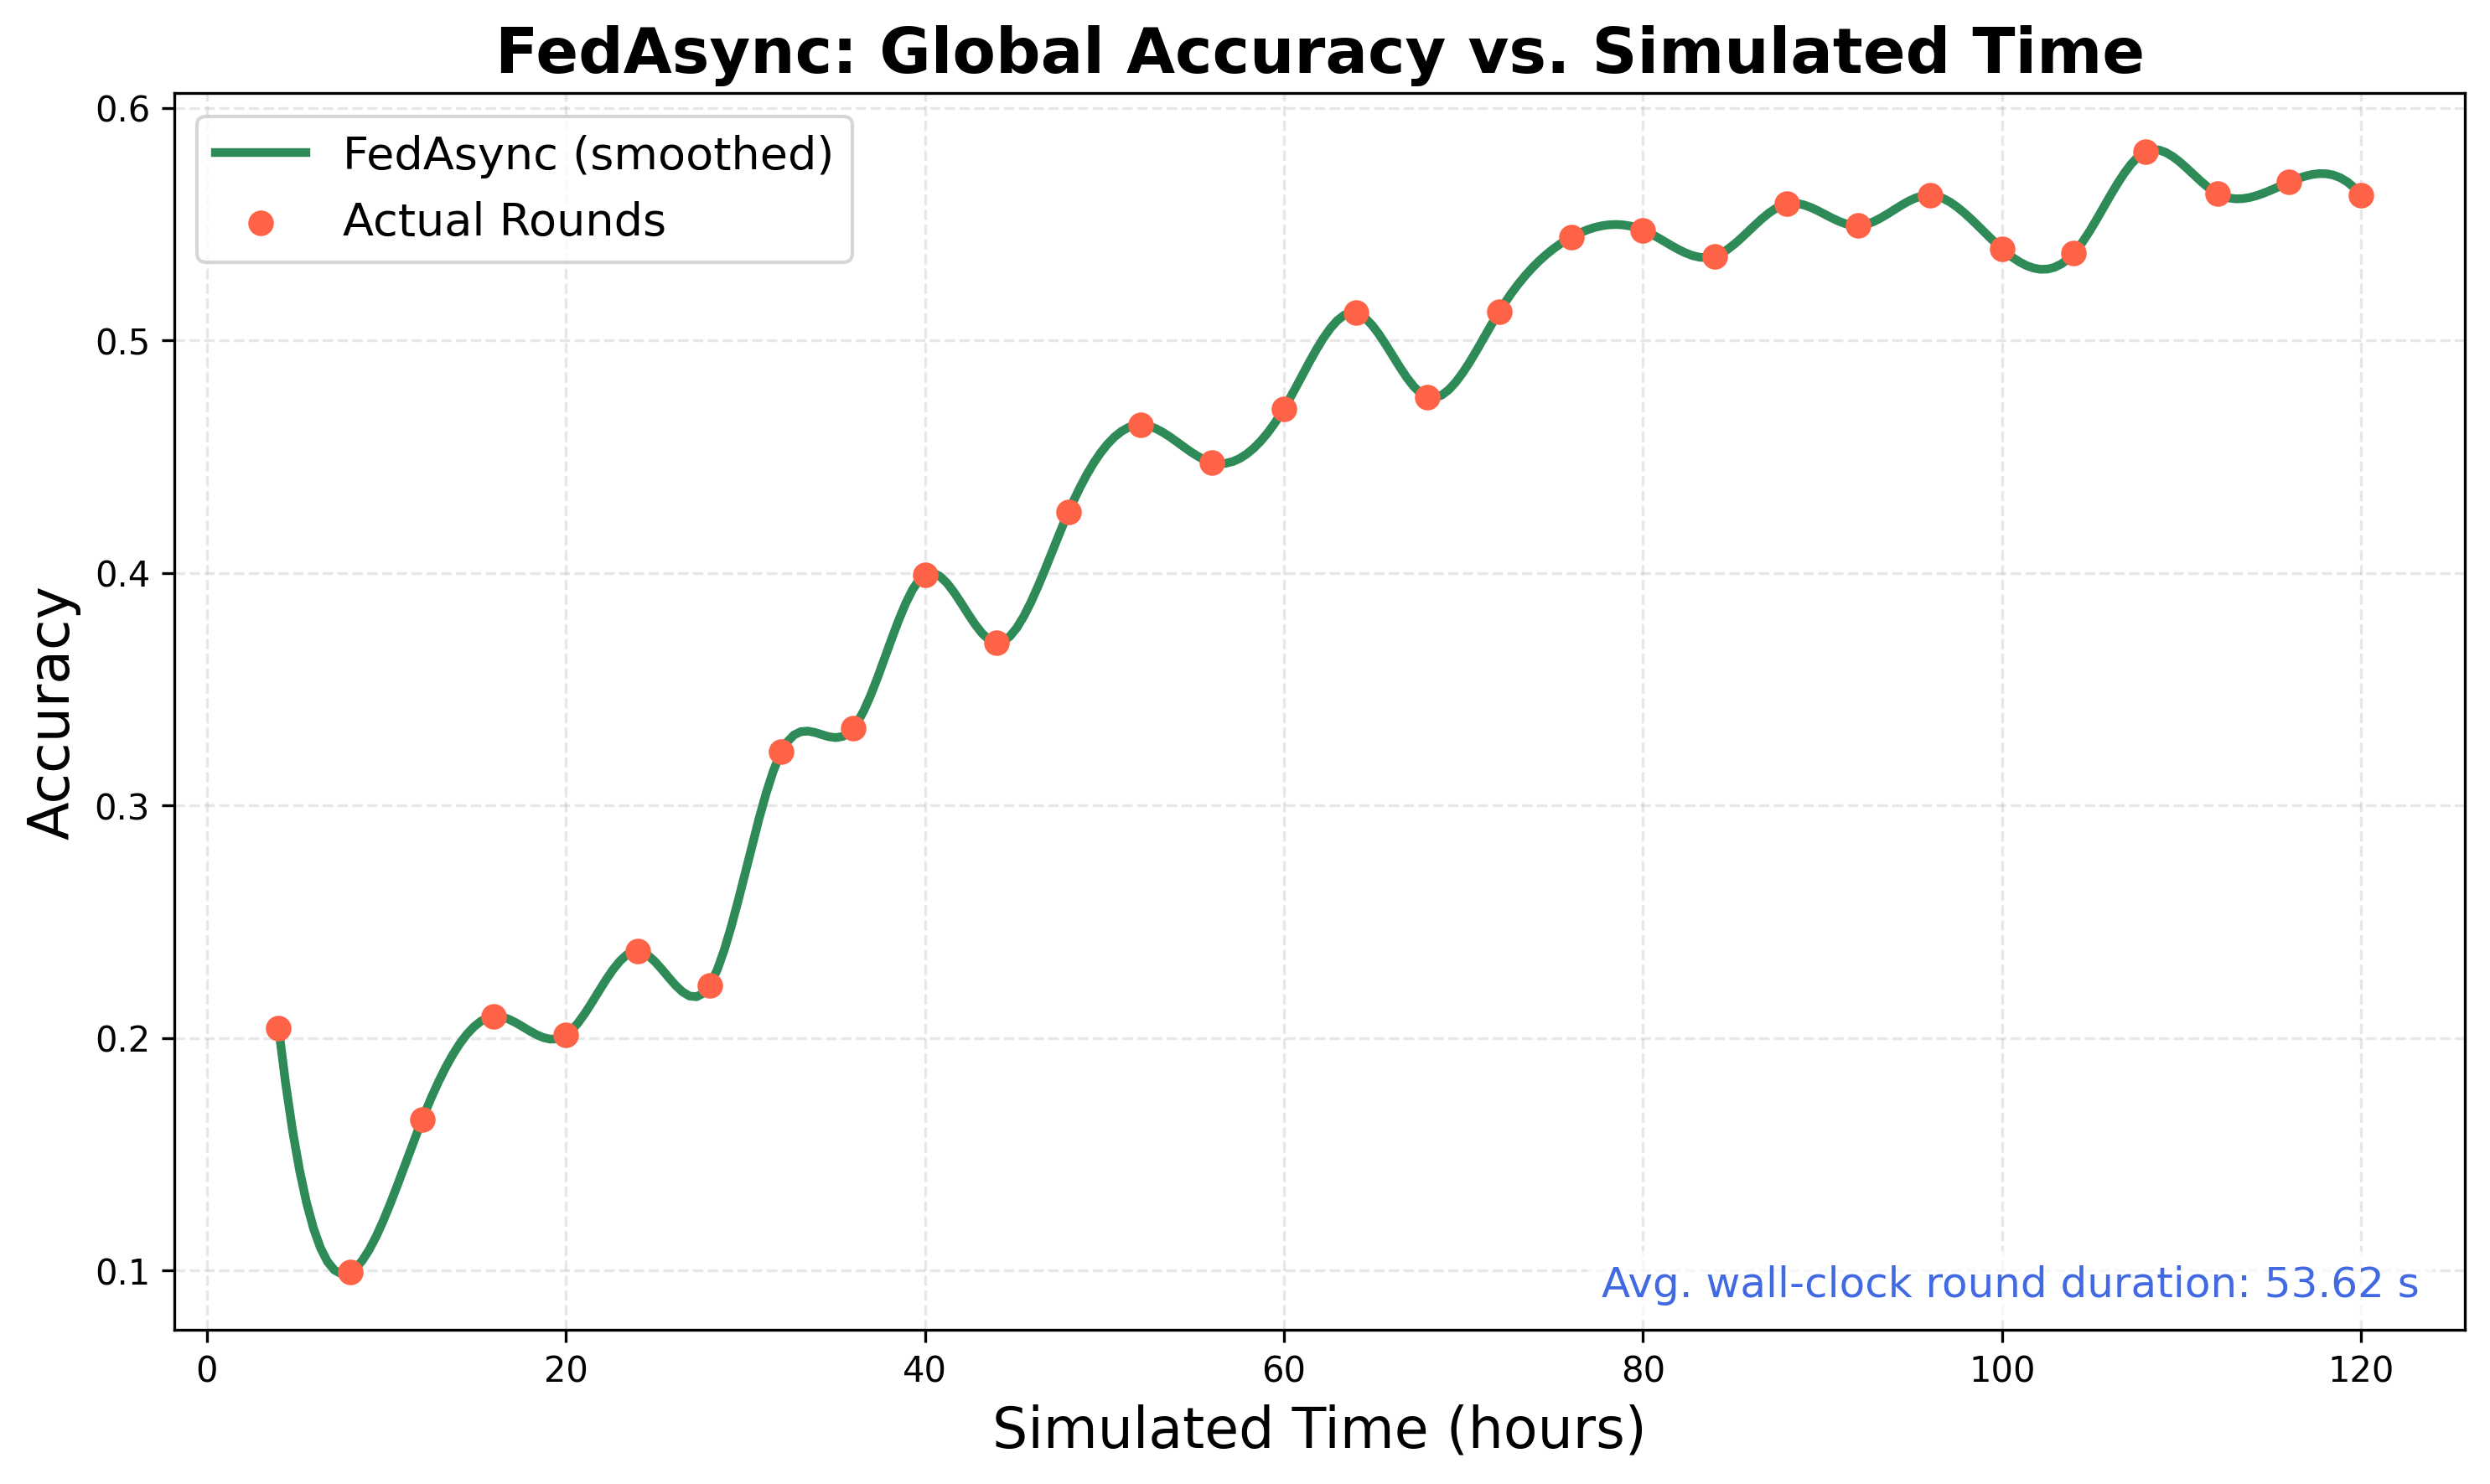 FedAsync: Global Accuracy vs. Simulated Time
FedAsync (smoothed)
Actual Rounds
Accuracy
0.6
0.5
0.4
0.3
0.2
0.1
Avg. wall-clock round duration: 53.62 s
0 20 40 60 80 100 120
Simulated Time (hours)